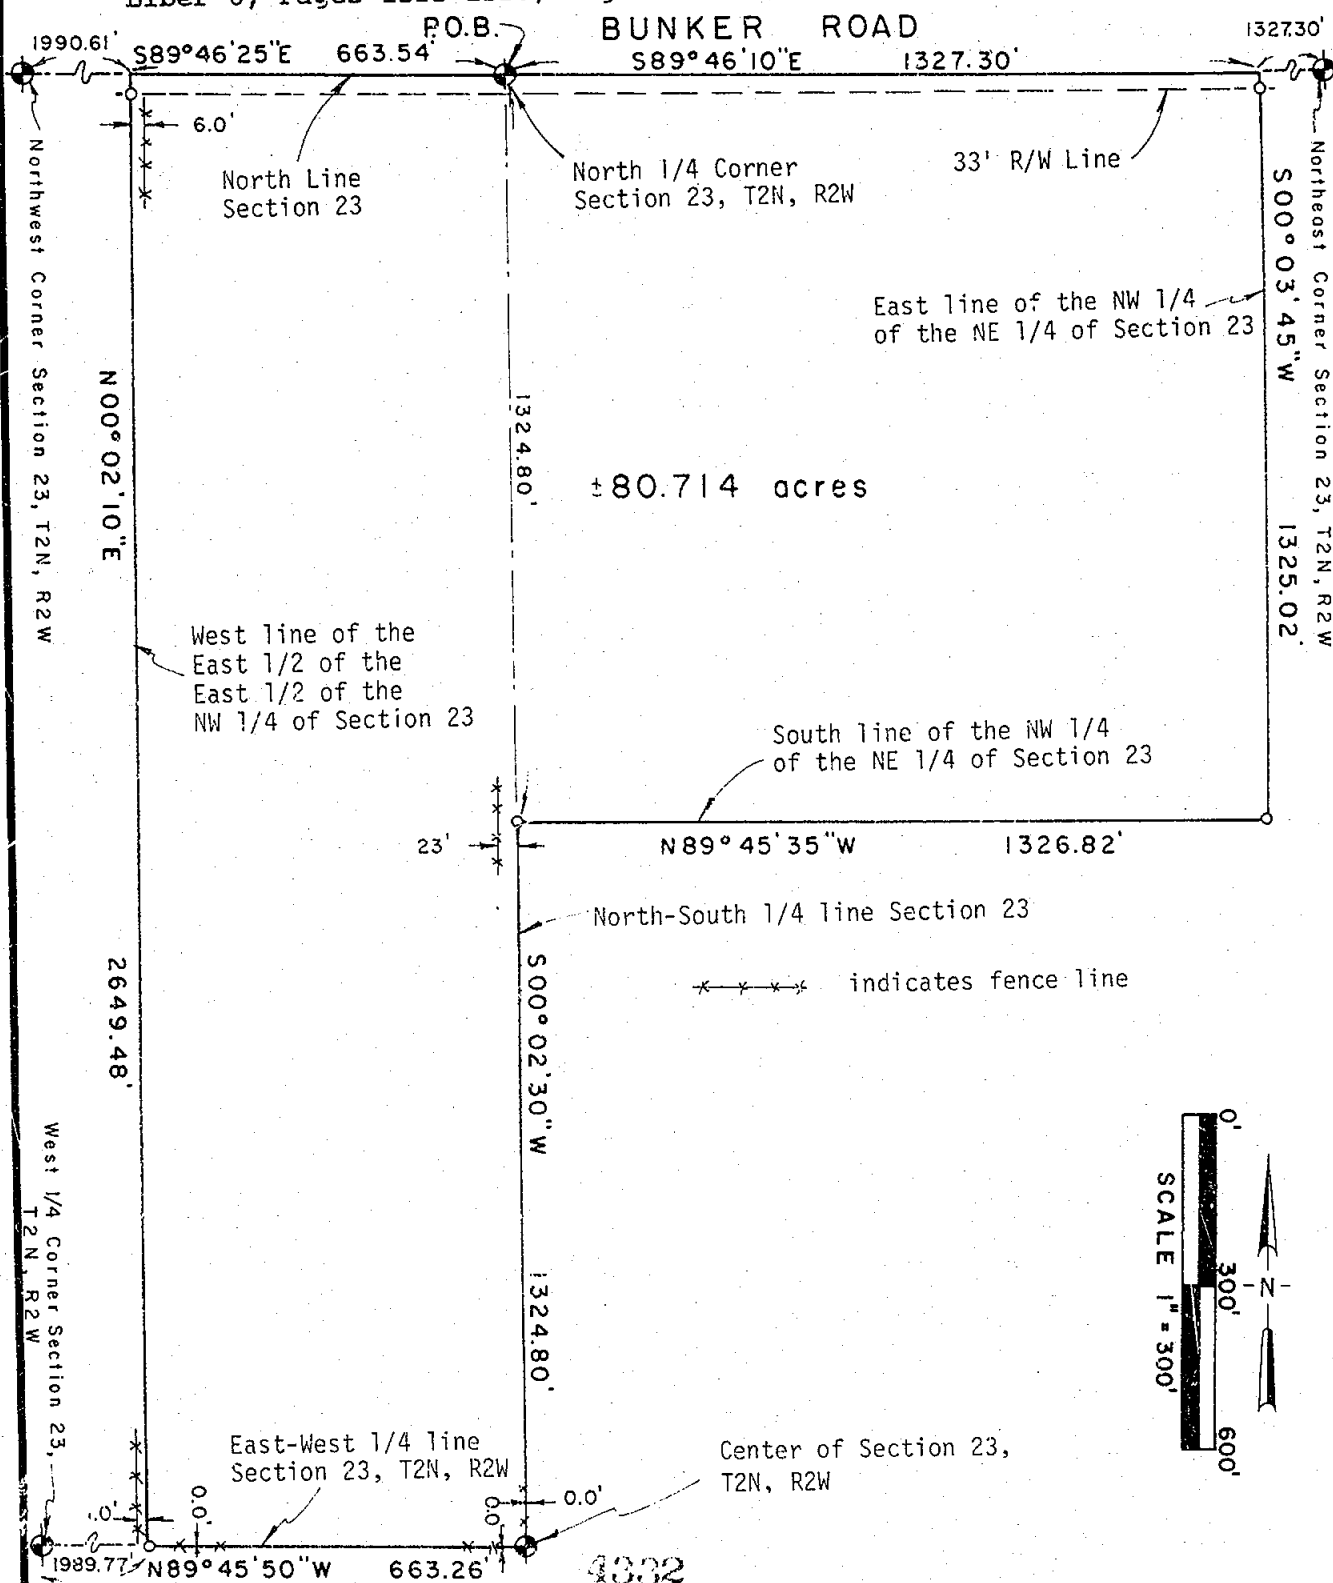 P.O.B. BUNKER ROAD
1990.61' S89°46'25"E 663.54' S89°46'10"E 1327.30' 1327.30'
6.0'
North Line
Section 23
North 1/4 Corner
Section 23, T2N, R2W
33' R/W Line
Northwest Corner Section 23, T2N, R2W
Northeast Corner Section 23, T2N, R2W
S00°03'45"W 1325.02'
East line of the NW 1/4
of the NE 1/4 of Section 23
N00°02'10"E 2649.48'
1324.80'
±80.714 acres
West line of the
East 1/2 of the
East 1/2 of the
NW 1/4 of Section 23
South line of the NW 1/4
of the NE 1/4 of Section 23
23'
N89°45'35"W 1326.82'
North-South 1/4 line Section 23
indicates fence line
S00°02'30"W 1324.80'
0' 300' 600'
SCALE 1" = 300'
N
West 1/4 Corner Section 23,
T2N, R2W
East-West 1/4 line
Section 23, T2N, R2W
Center of Section 23,
T2N, R2W
.0' 0.0' 0.0' 0.0'
1989.77' N89°45'50"W 663.26'
4332